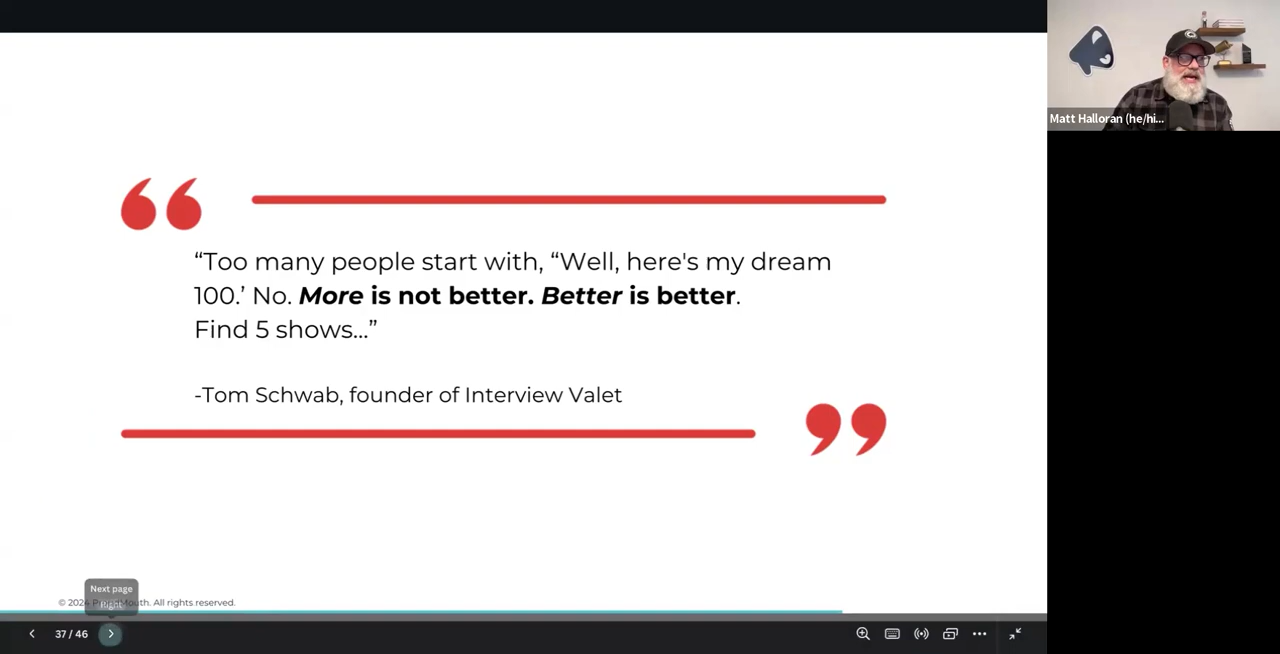 Matt Halloran (he/hi...
“Too many people start with, “Well, here's my dream
100.’ No. More is not better. Better is better.
Find 5 shows...”
-Tom Schwab, founder of Interview Valet
Next page
Right
© 2024 ProudMouth. All rights reserved.
37 / 46